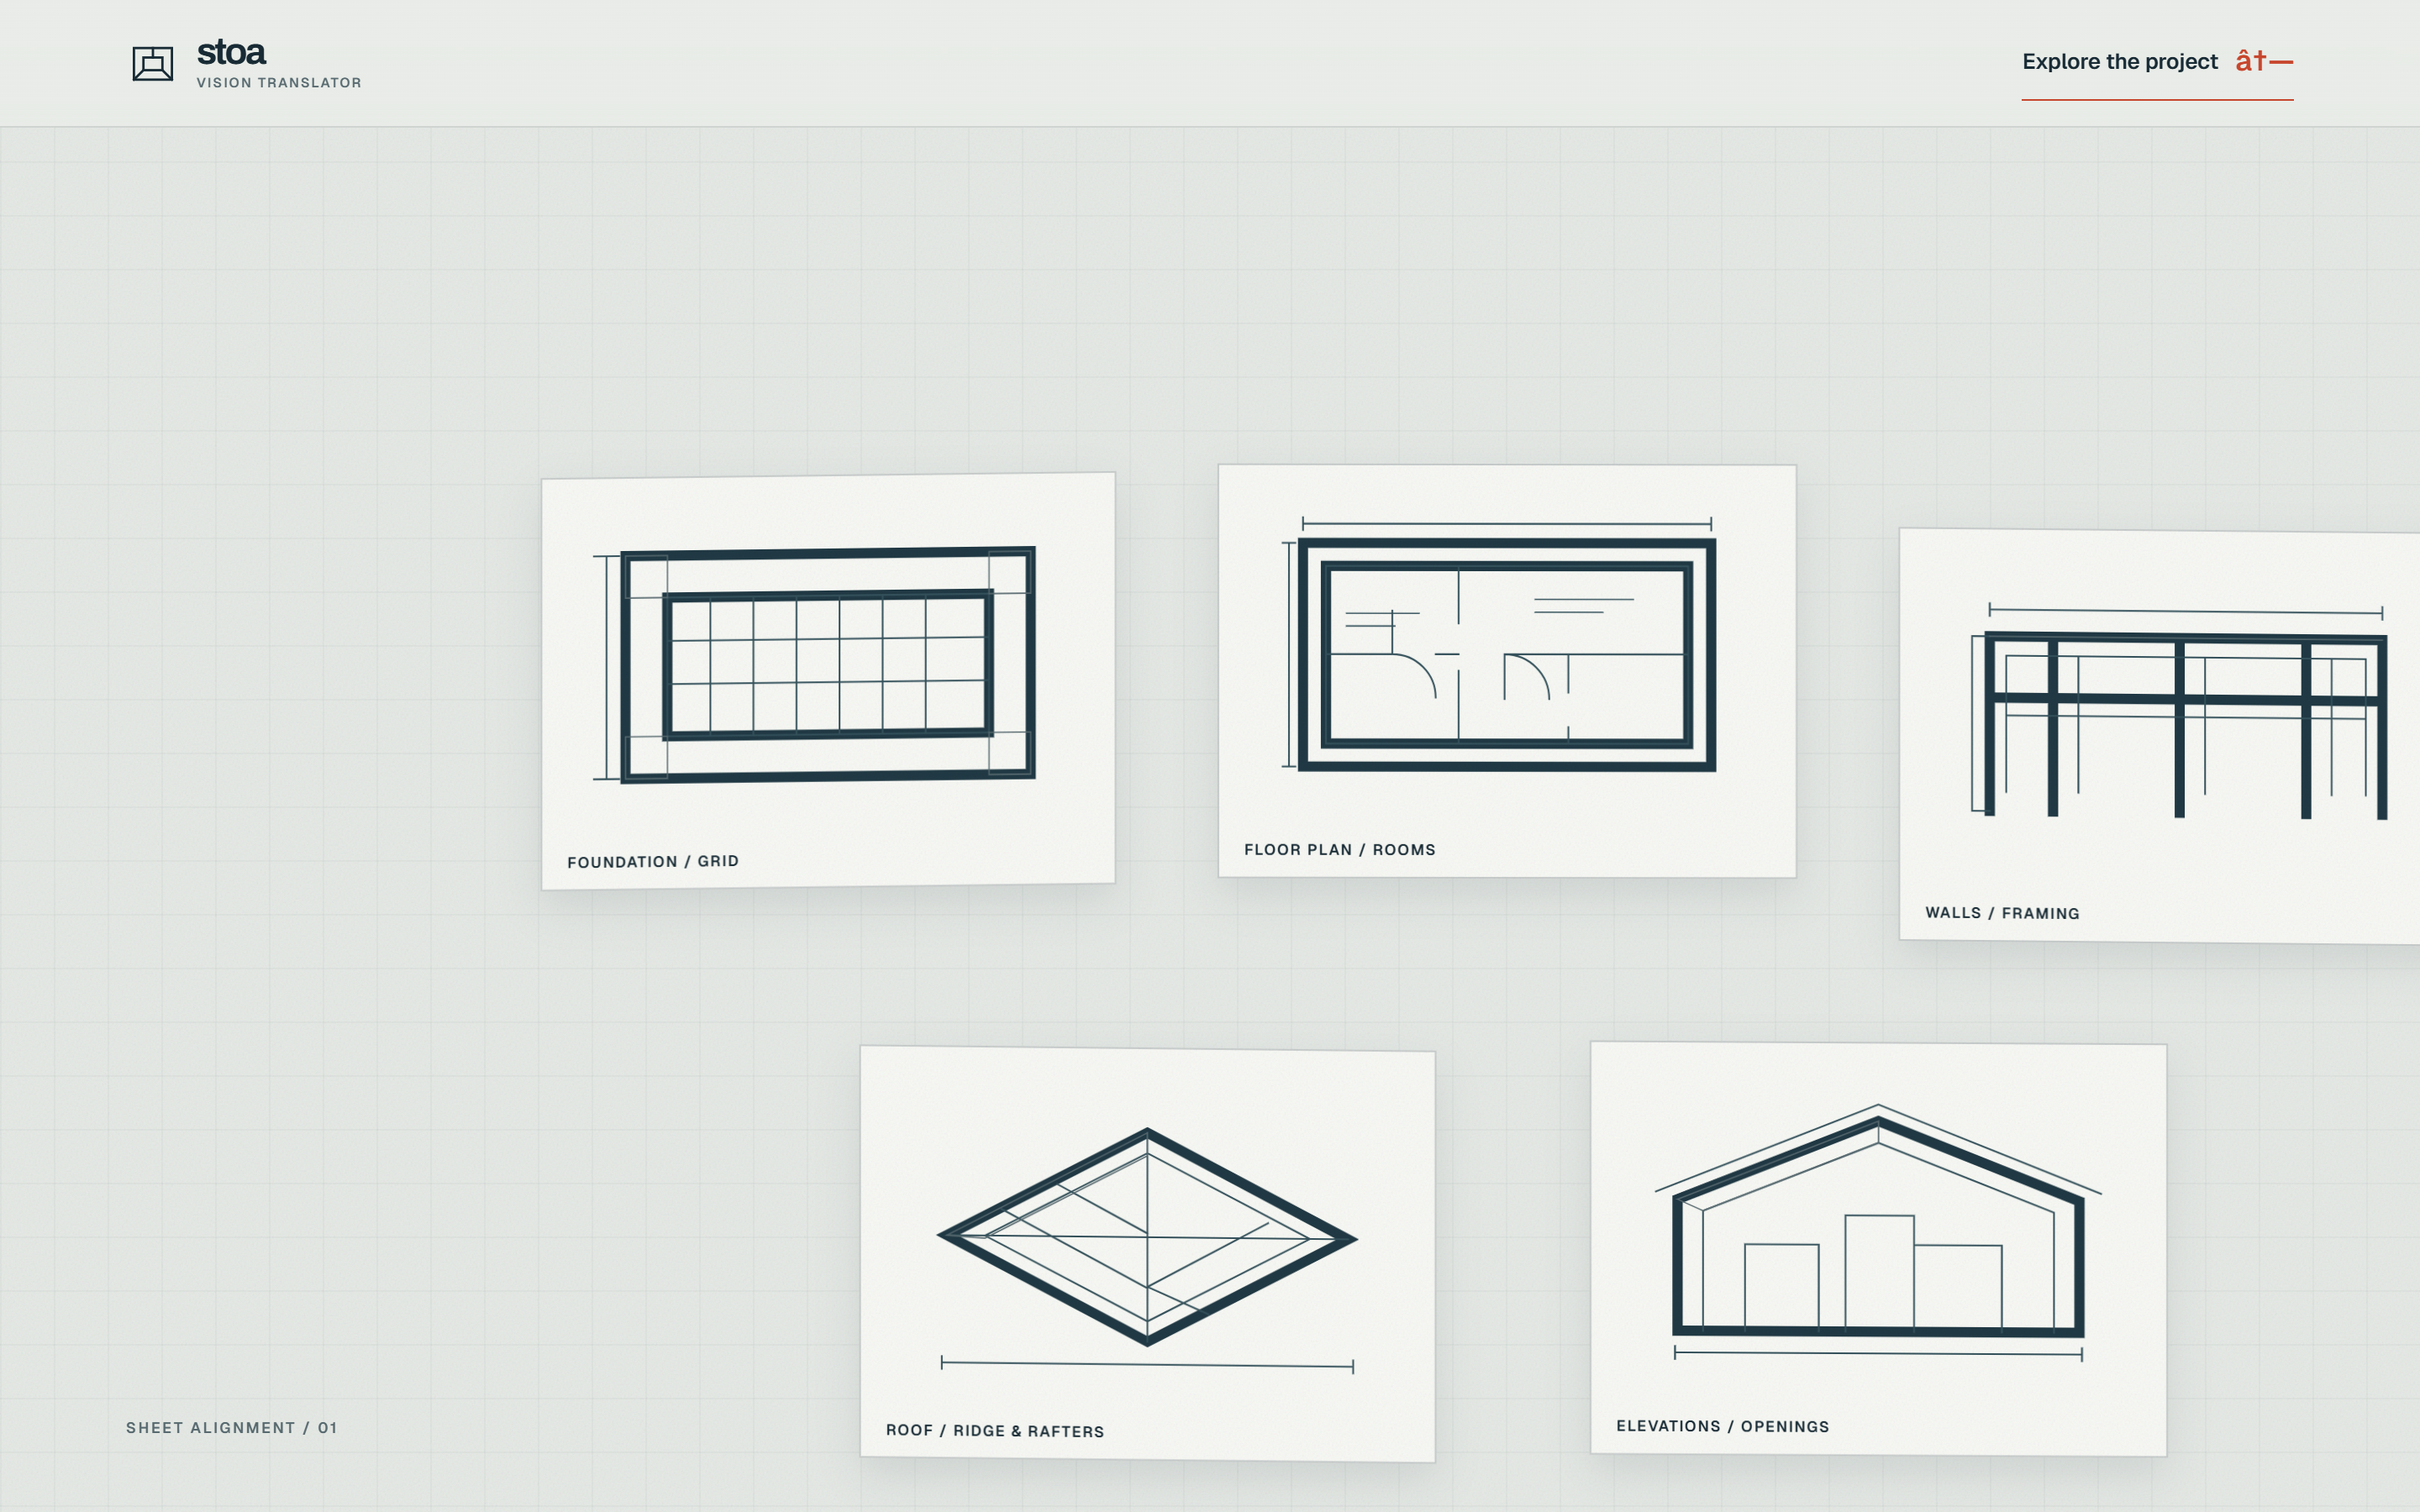 stoa
VISION TRANSLATOR
Explore the project â†—
FOUNDATION / GRID
FLOOR PLAN / ROOMS
WALLS / FRAMING
ROOF / RIDGE & RAFTERS
ELEVATIONS / OPENINGS
SHEET ALIGNMENT / 01